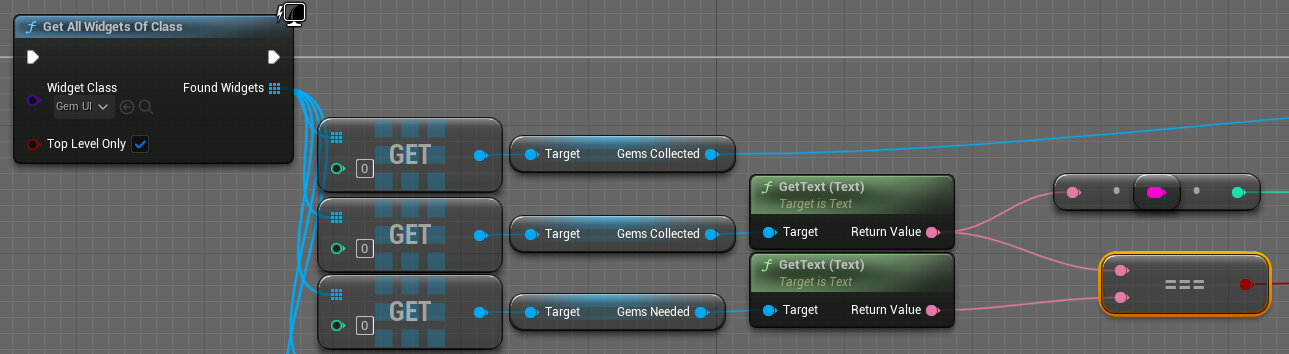 f Get All Widgets Of Class
Widget Class
Found Widgets
Gem UI
Top Level Only
GET
0
Target
Gems Collected
f GetText (Text)
Target is Text
Target
Return Value
GET
0
Target
Gems Collected
f GetText (Text)
Target is Text
Target
Return Value
GET
0
Target
Gems Needed
===